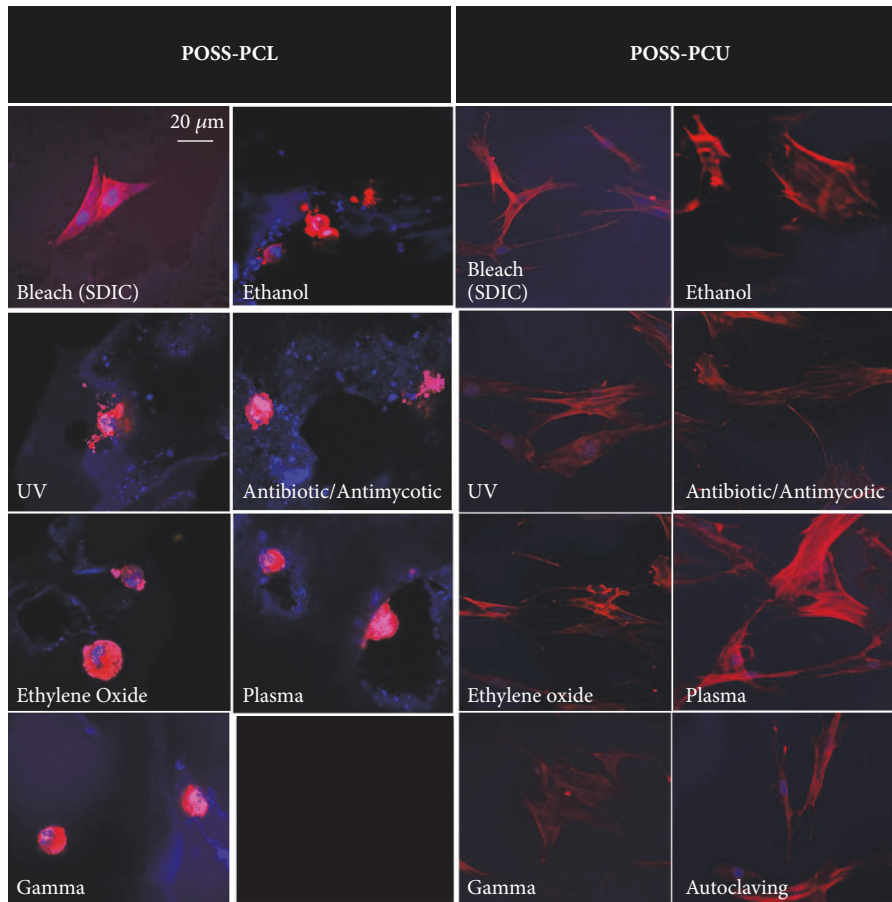 POSS-PCL
POSS-PCU
20 µm
Bleach (SDIC)
Ethanol
Bleach
(SDIC)
Ethanol
UV
Antibiotic/Antimycotic
UV
Antibiotic/Antimycotic
Ethylene Oxide
Plasma
Ethylene oxide
Plasma
Gamma
Gamma
Autoclaving